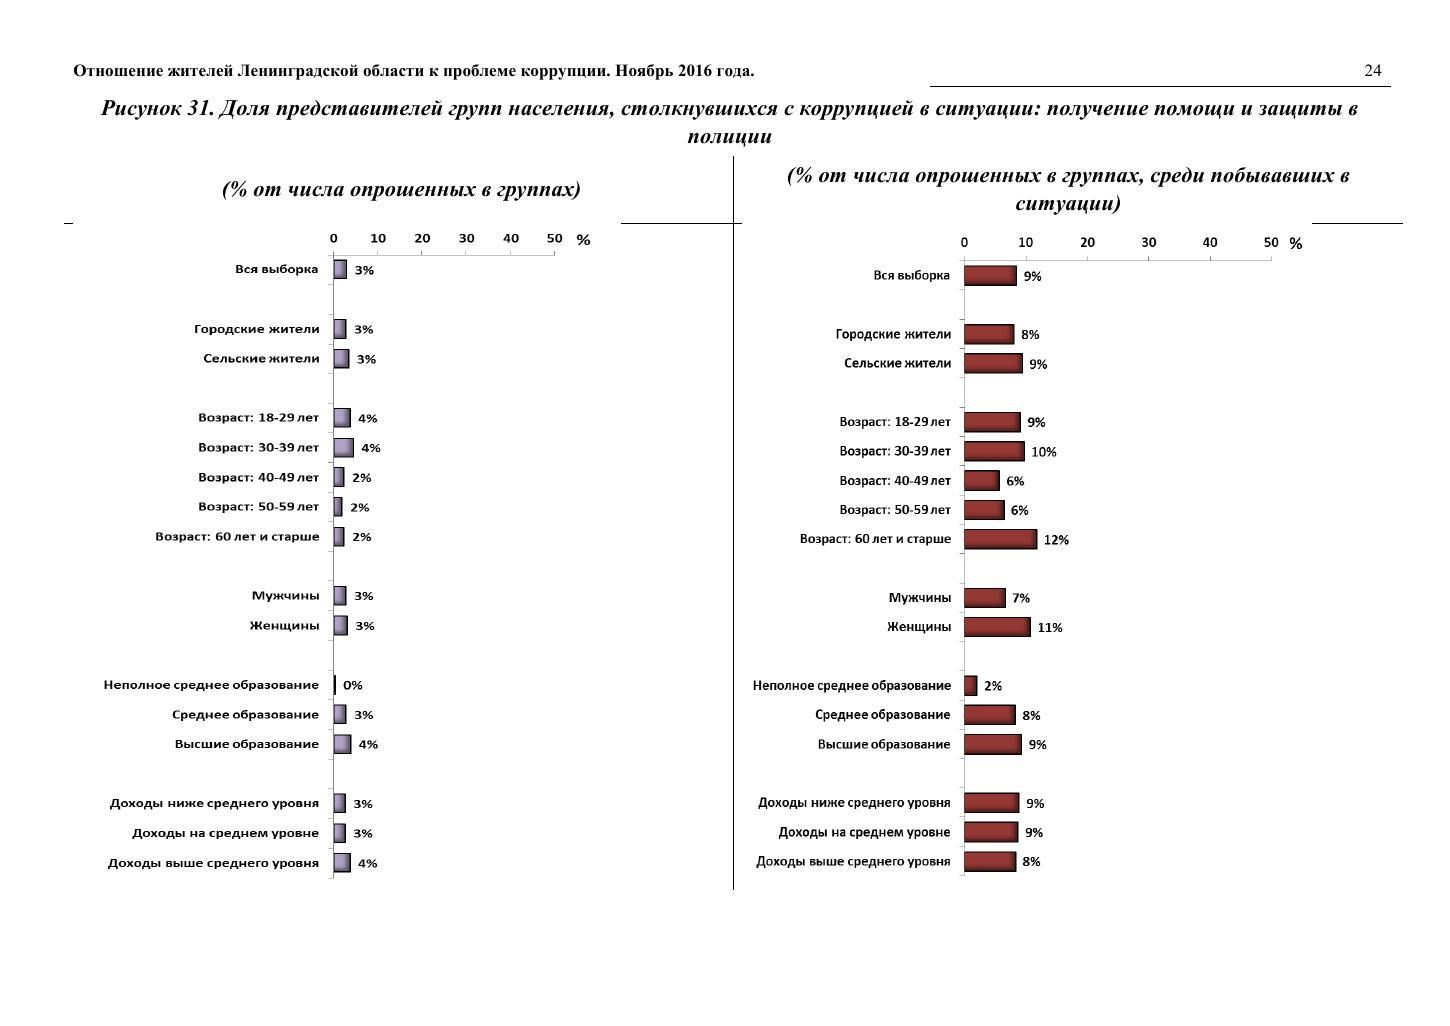 Отношение жителей Ленинградской области к проблеме коррупции. Ноябрь 2016 года.
24
Рисунок 31. Доля представителей групп населения, столкнувшихся с коррупцией в ситуации: получение помощи и защиты в
полиции
(% от числа опрошенных в группах)
0 10 20 30 40 50 %
Вся выборка 3%
Городские жители 3%
Сельские жители 3%
Возраст: 18-29 лет 4%
Возраст: 30-39 лет 4%
Возраст: 40-49 лет 2%
Возраст: 50-59 лет 2%
Возраст: 60 лет и старше 2%
Мужчины 3%
Женщины 3%
Неполное среднее образование 0%
Среднее образование 3%
Высшие образование 4%
Доходы ниже среднего уровня 3%
Доходы на среднем уровне 3%
Доходы выше среднего уровня 4%
(% от числа опрошенных в группах, среди побывавших в
ситуации)
0 10 20 30 40 50 %
Вся выборка 9%
Городские жители 8%
Сельские жители 9%
Возраст: 18-29 лет 9%
Возраст: 30-39 лет 10%
Возраст: 40-49 лет 6%
Возраст: 50-59 лет 6%
Возраст: 60 лет и старше 12%
Мужчины 7%
Женщины 11%
Неполное среднее образование 2%
Среднее образование 8%
Высшие образование 9%
Доходы ниже среднего уровня 9%
Доходы на среднем уровне 9%
Доходы выше среднего уровня 8%